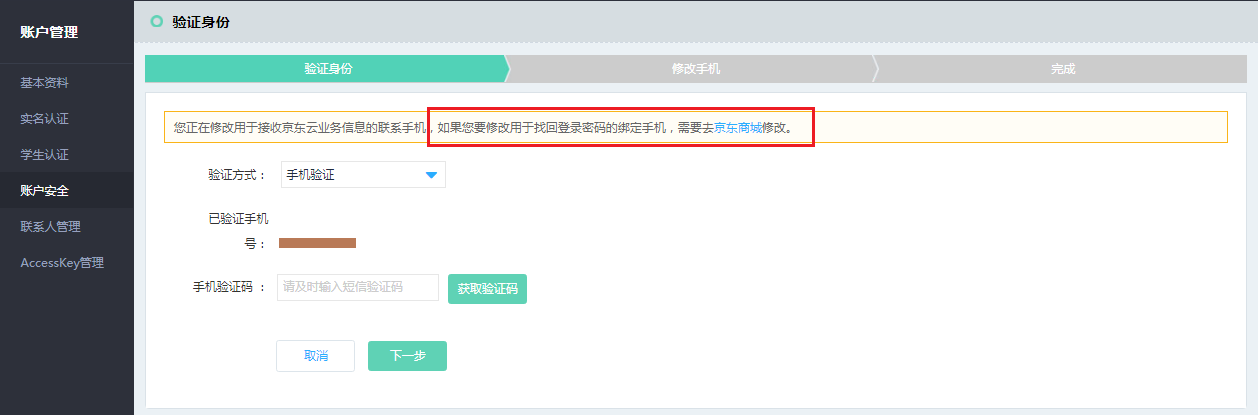 账户管理
基本资料
实名认证
学生认证
账户安全
联系人管理
AccessKey管理
验证身份
验证身份
修改手机
完成
您正在修改用于接收京东云业务信息的联系手机，如果您要修改用于找回登录密码的绑定手机，需要去京东商城修改。
验证方式： 手机验证
已验证手机
号：
手机验证码 ： 请及时输入短信验证码 获取验证码
取消 下一步